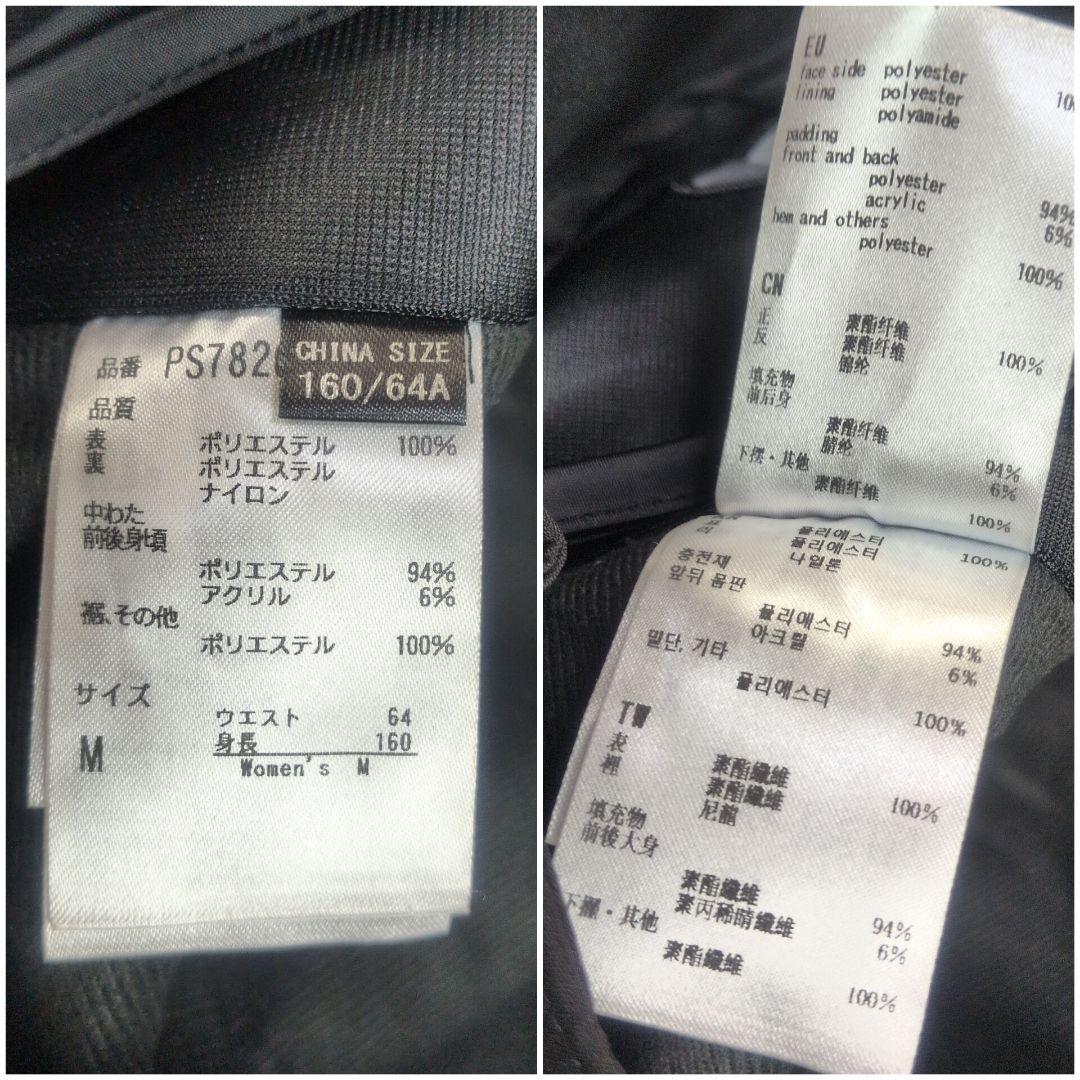 品番 PS782
CHINA SIZE
160/64A
品質
表 ポリエステル 100%
裏 ポリエステル
ナイロン
中わた
前後身頃
ポリエステル 94%
アクリル 6%
裾、その他
ポリエステル 100%
サイズ
ウエスト 64
身長 160
M
Women's M
EU
face side polyester 10
lining polyester
polyamide
padding
front and back
polyester 94%
acrylic 6%
hem and others
polyester 100%
CN
正 聚酯纤维 100%
反 聚酯纤维
锦纶
填充物
前后身
聚酯纤维 94%
腈纶 6%
下摆・其他
聚酯纤维 100%
폴리에스터 100%
폴리에스터
나일론
충전재
앞뒤 몸판
폴리에스터 94%
아크릴 6%
밑단, 기타
폴리에스터 100%
TW
表 聚酯纖維 100%
裡 聚酯纖維
尼龍
填充物
前後大身
聚酯纖維 94%
聚丙稀晴纖維 6%
下擺・其他
聚酯纖維 100%